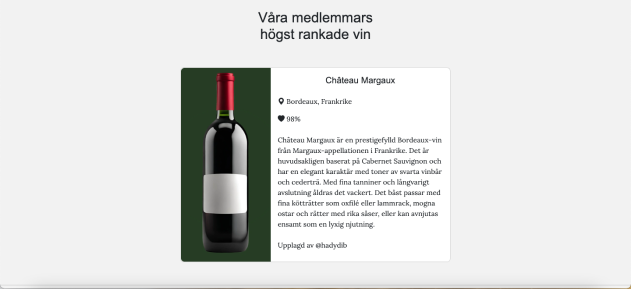 Våra medlemmars
högst rankade vin
Château Margaux
Bordeaux, Frankrike
98%
Château Margaux är en prestigefylld Bordeaux-vin
från Margaux-appellationen i Frankrike. Det är
huvudsakligen baserat på Cabernet Sauvignon och
har en elegant karaktär med toner av svarta vinbär
och cederträ. Med fina tanniner och långvarigt
avslutning åldras det vackert. Det bäst passar med
fina kötträtter som oxfilé eller lammrack, mogna
ostar och rätter med rika såser, eller kan avnjutas
ensamt som en lyxig njutning.
Upplagd av @hadydib